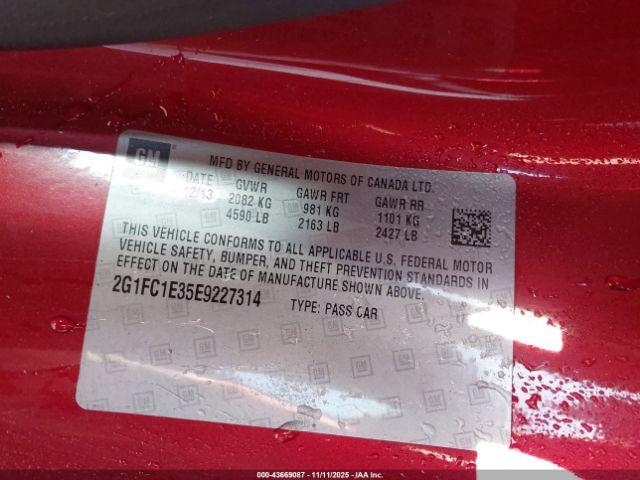 GM
MFD BY GENERAL MOTORS OF CANADA LTD.
DATE GVWR GAWR FRT GAWR RR
12/13 2082 KG 981 KG 1101 KG
4590 LB 2163 LB 2427 LB
THIS VEHICLE CONFORMS TO ALL APPLICABLE U.S. FEDERAL MOTOR
VEHICLE SAFETY, BUMPER, AND THEFT PREVENTION STANDARDS IN
EFFECT ON THE DATE OF MANUFACTURE SHOWN ABOVE.
2G1FC1E35E9227314 TYPE: PASS CAR
000-43669087 - 11/11/2025 - IAA Inc.